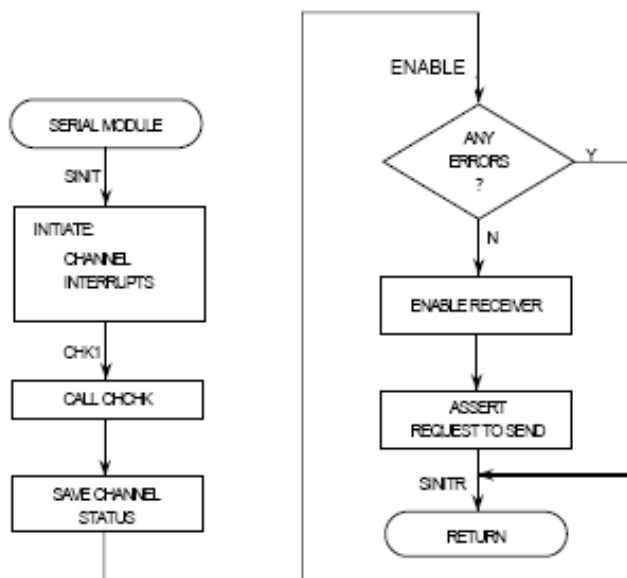 SERIAL MODULE
SINIT
INITIATE:
CHANNEL
INTERRUPTS
CHK1
CALL CHCHK
SAVE CHANNEL
STATUS
ENABLE
ANY
ERRORS
?
Y
N
ENABLE RECEIVER
ASSERT
REQUEST TO SEND
SINITR
RETURN